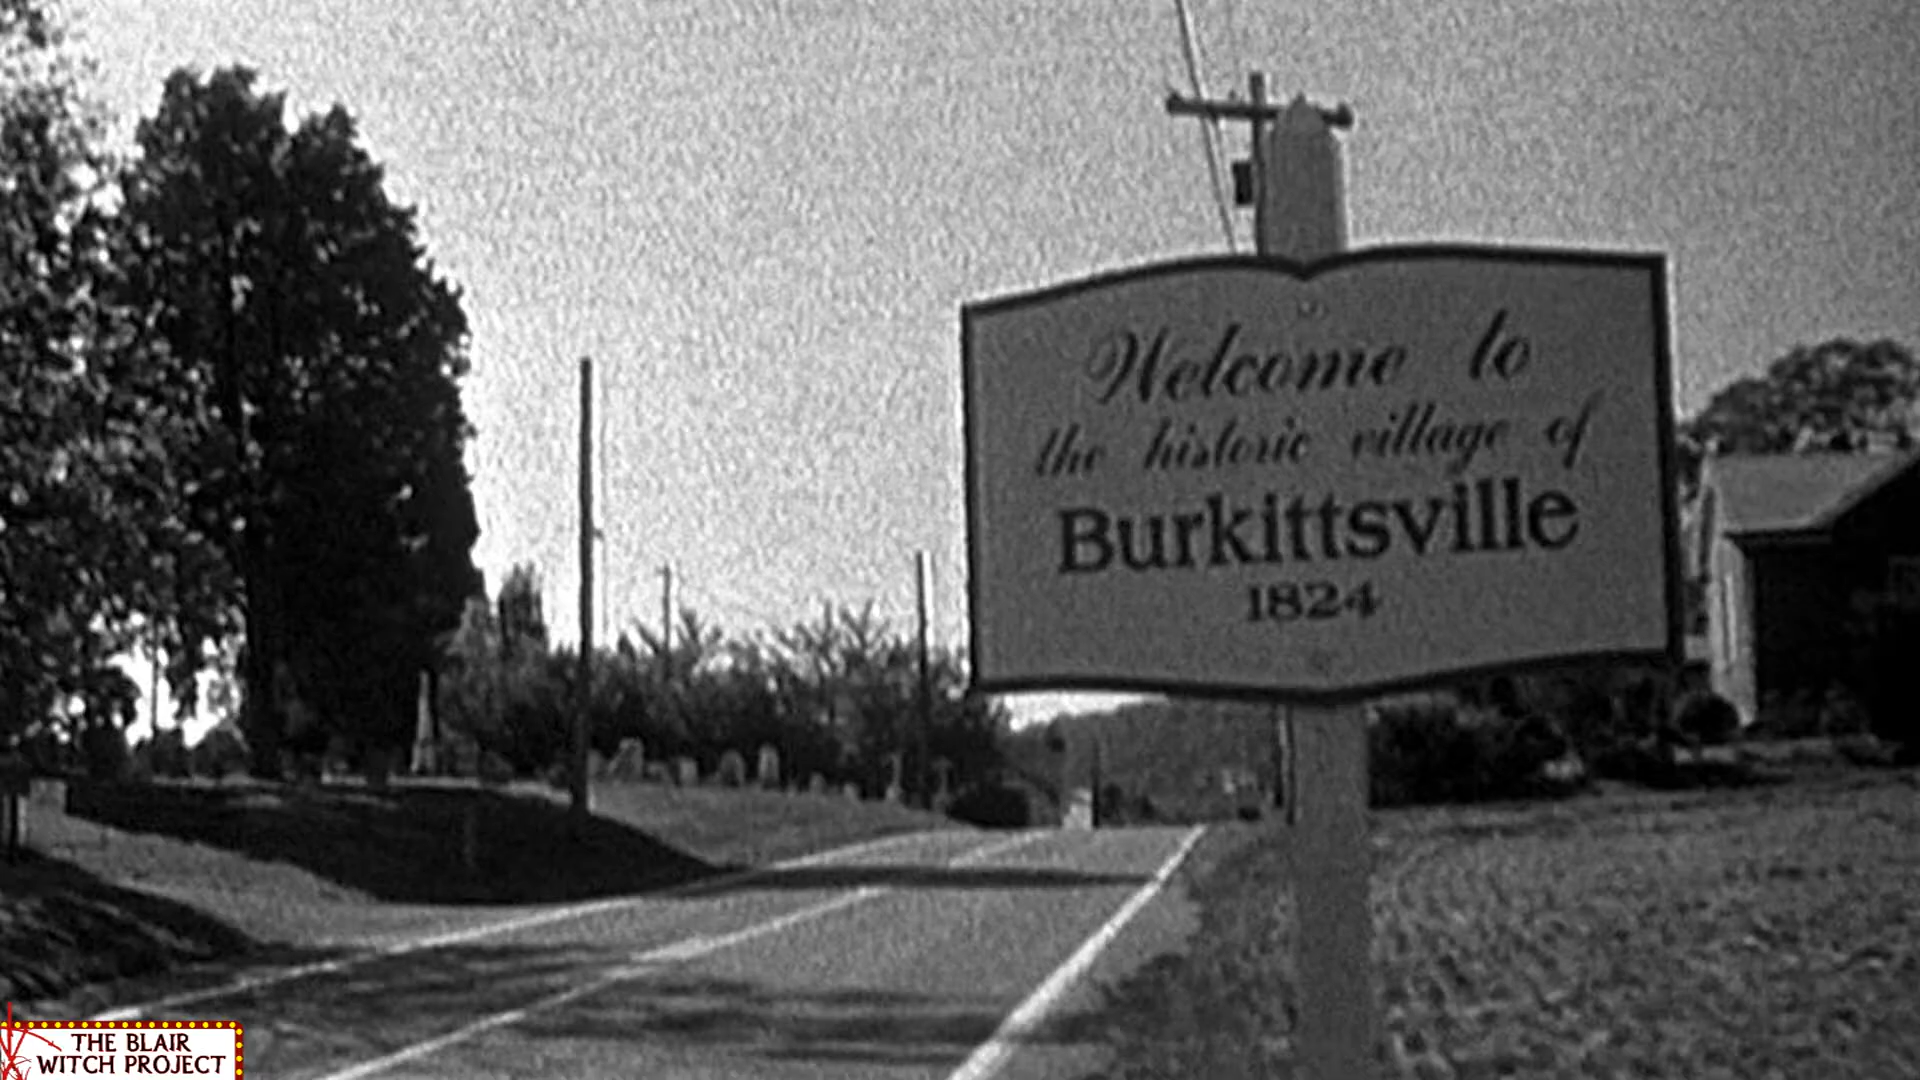 Welcome to
the historic village of
Burkittsville
1824
THE BLAIR
WITCH PROJECT